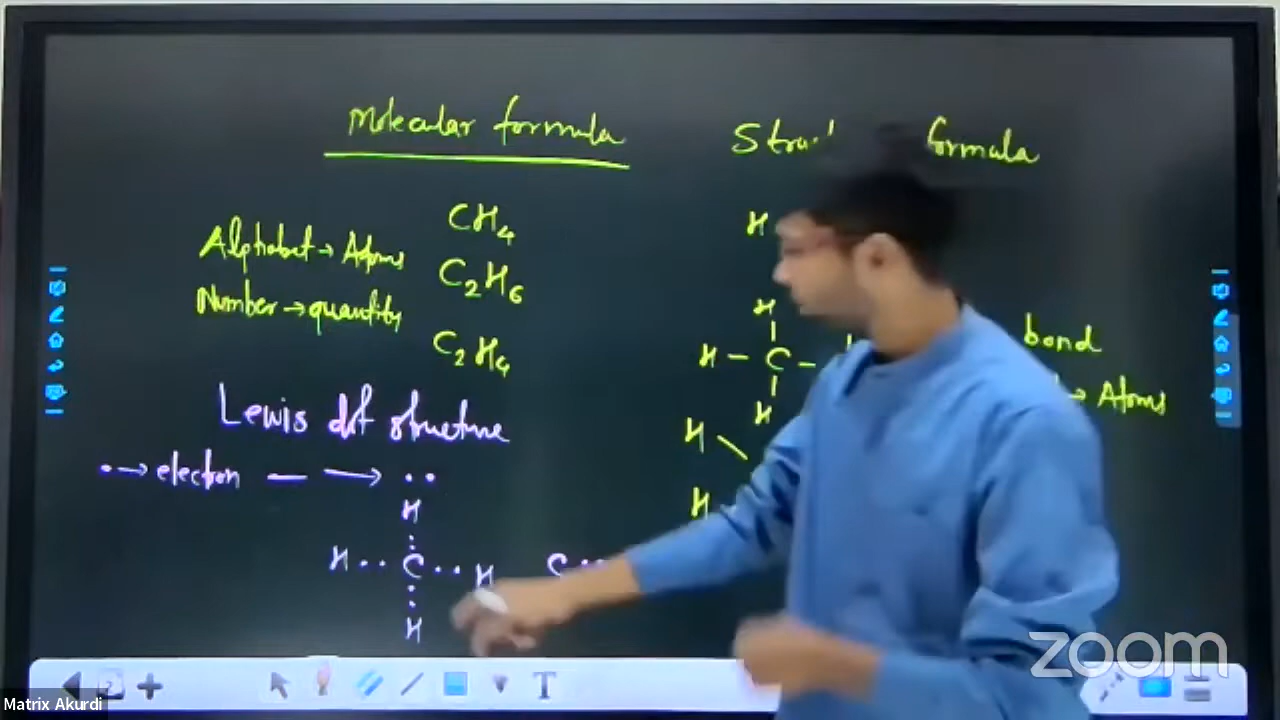 Molecular formula
formula
CH4
Alphabet → Atoms
C2H6
Number → quantity
C2H4
H
H
H – C –
H
H
H
bond
→ Atoms
Lewis dot structure
• → electron — → ••
H
H •• C •• H
H
C
zoom
Matrix Akurdi
T